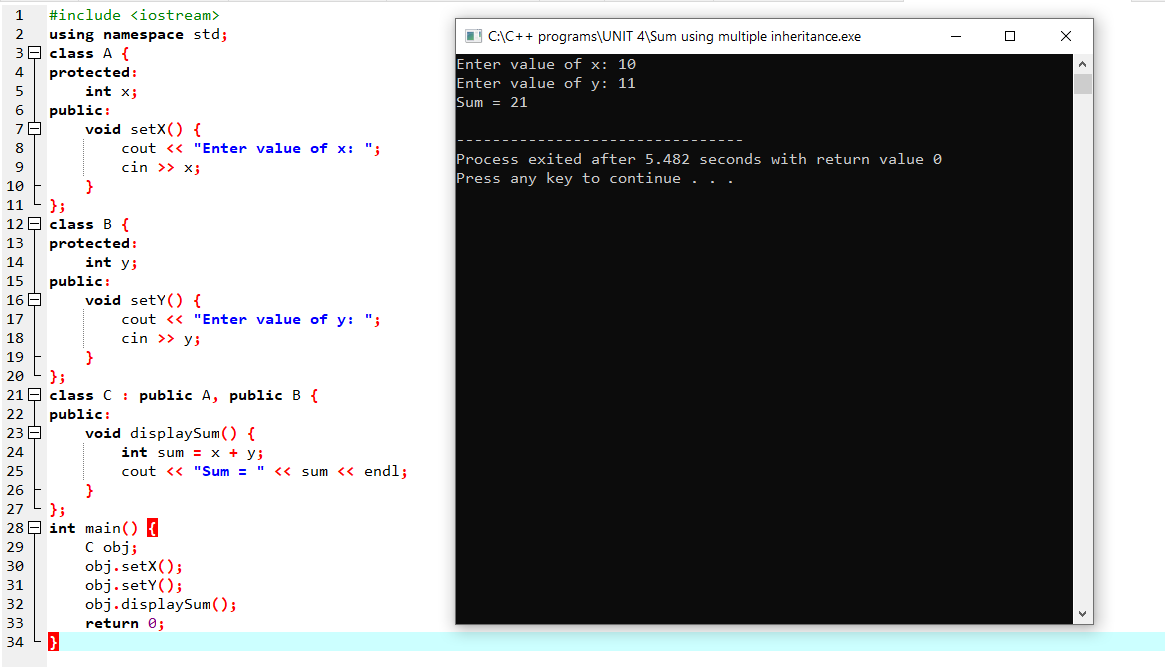 1 #include <iostream>
2 using namespace std;
3 class A {
4 protected:
5     int x;
6 public:
7     void setX() {
8         cout << "Enter value of x: ";
9         cin >> x;
10     }
11 };
12 class B {
13 protected:
14     int y;
15 public:
16     void setY() {
17         cout << "Enter value of y: ";
18         cin >> y;
19     }
20 };
21 class C : public A, public B {
22 public:
23     void displaySum() {
24         int sum = x + y;
25         cout << "Sum = " << sum << endl;
26     }
27 };
28 int main() {
29     C obj;
30     obj.setX();
31     obj.setY();
32     obj.displaySum();
33     return 0;
34 }
C:\C++ programs\UNIT 4\Sum using multiple inheritance.exe
Enter value of x: 10
Enter value of y: 11
Sum = 21
--------------------------------
Process exited after 5.482 seconds with return value 0
Press any key to continue . . .